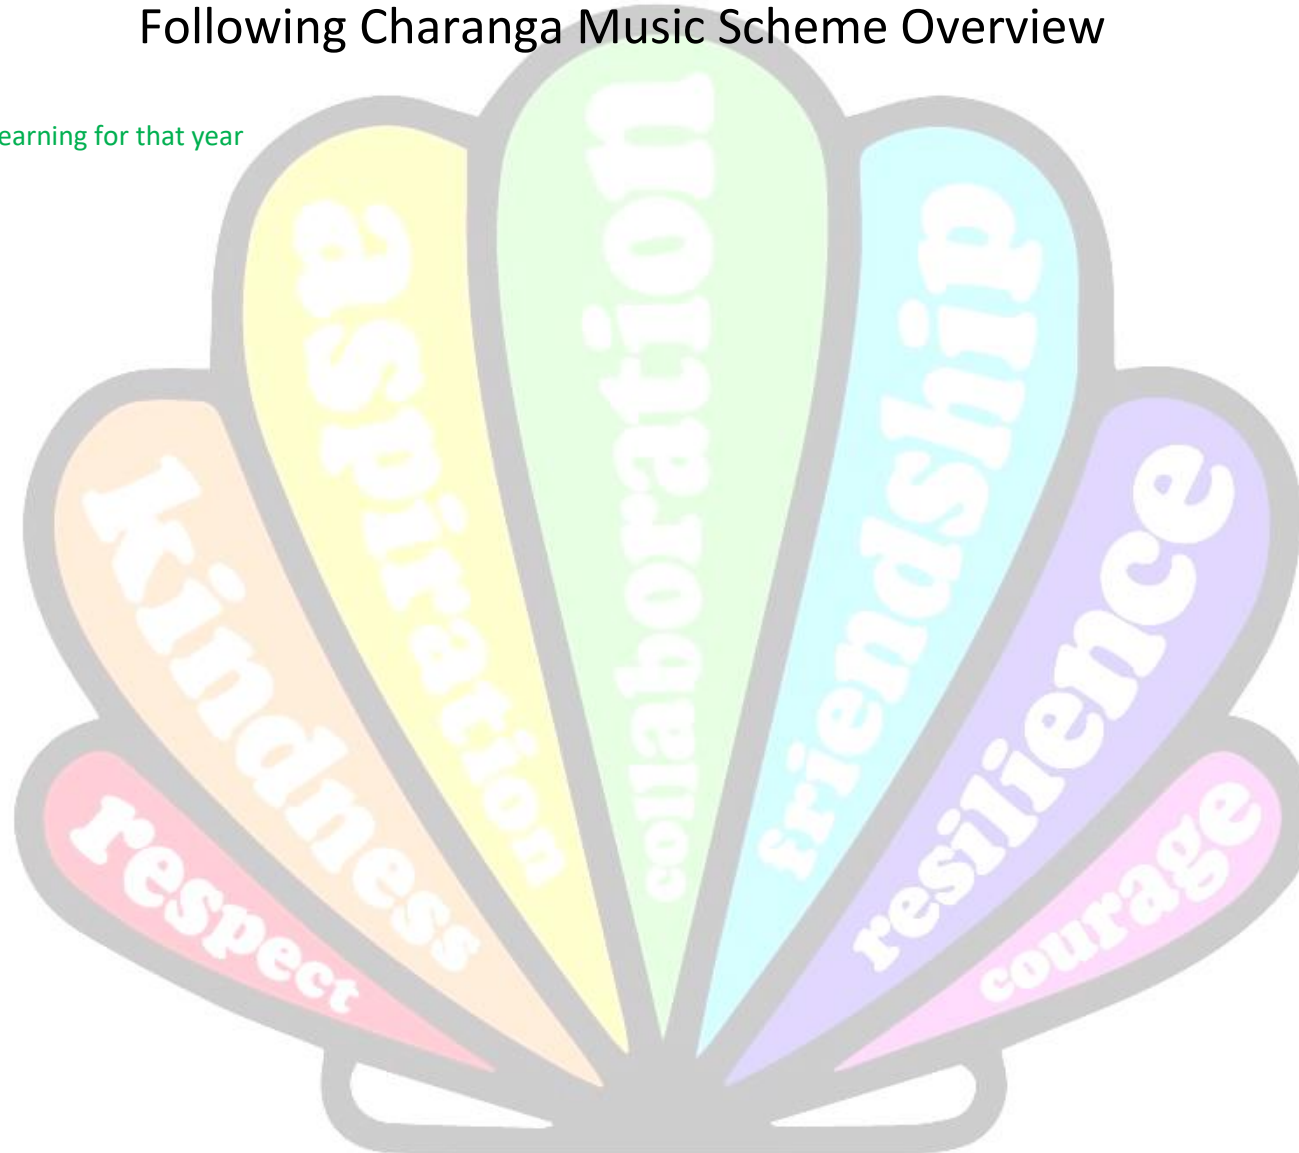 Following Charanga Music Scheme Overview
earning for that year
respect
kindness
aspiration
collaboration
friendship
resilience
courage